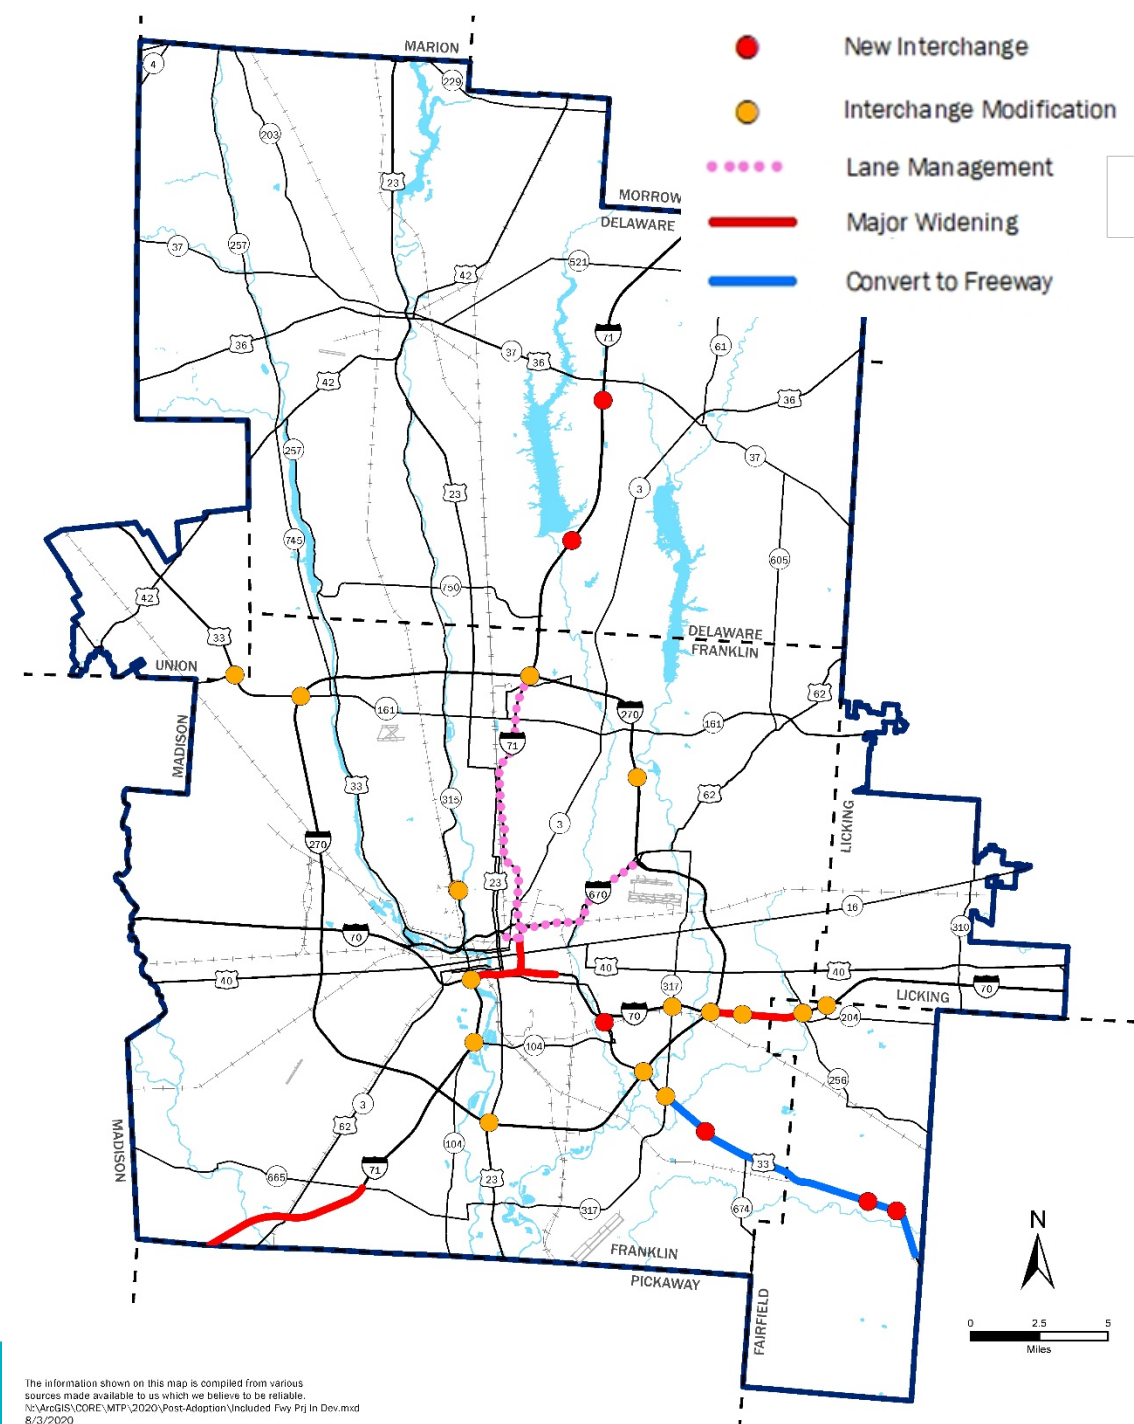 MARION
New Interchange
4
229
Interchange Modification
203
Lane Management
23
MORROW
DELAWARE
Major Widening
37
257
521
42
Convert to Freeway
71
36
61
37
36
42
36
257
37
3
23
745
605
750
42
33
DELAWARE
FRANKLIN
UNION
62
161
270
161
MADISON
71
33
62
315
3
LICKING
270
23
670
16
310
70
40
40
40
317
70
LICKING
70
204
104
256
3
62
MADISON
104
71
33
665
23
317
674
N
FRANKLIN
PICKAWAY
FAIRFIELD
0 2.5 5
Miles
The information shown on this map is compiled from various
sources made available to us which we believe to be reliable.
N:\ArcGIS\CORE\MTP\2020\Post-Adoption\Included Fwy Prj In Dev.mxd
8/3/2020